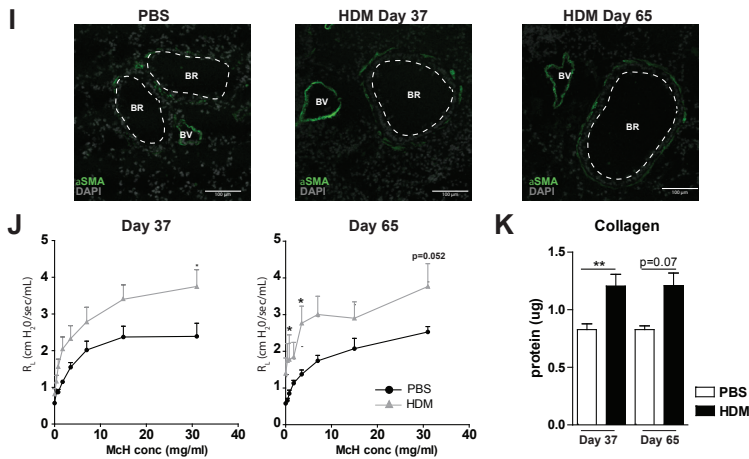 I
PBS
HDM Day 37
HDM Day 65
BR
BR
BV
aSMA
DAPI
100 µm
BV
BR
aSMA
DAPI
100 µm
BV
BR
aSMA
DAPI
100 µm
J
Day 37
R_L (cm H_20/sec/mL)
5
4
3
2
1
0
*
0 10 20 30 40
McH conc (mg/ml)
Day 65
R_L (cm H_20/sec/mL)
5
4
3
2
1
0
*
*
p=0.052
PBS
HDM
0 10 20 30 40
McH conc (mg/ml)
K
Collagen
protein (ug)
1.5
1.0
0.5
0.0
**
p=0.07
Day 37
Day 65
PBS
HDM